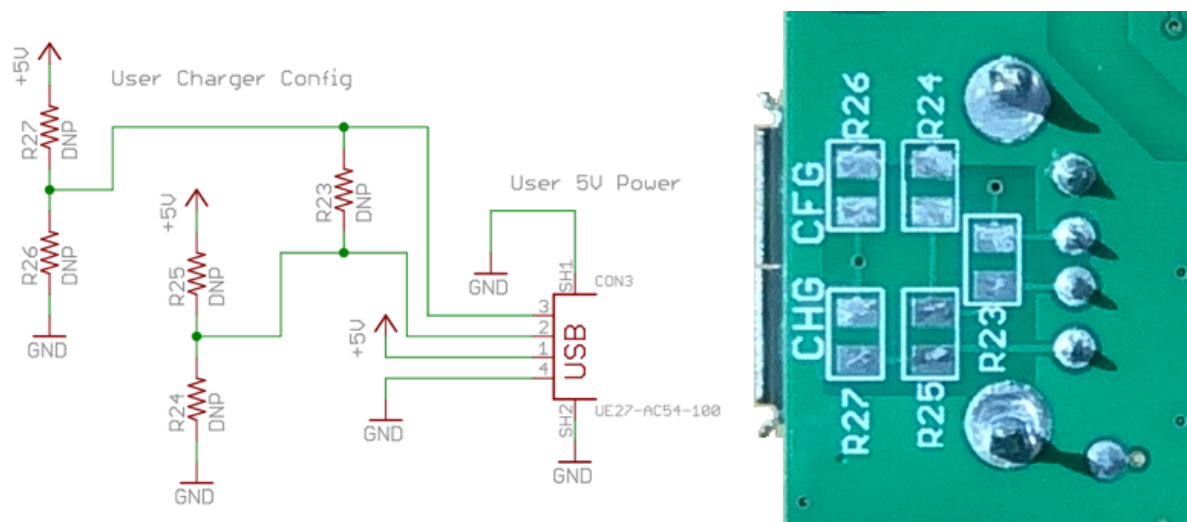 +5V
User Charger Config
R27
DNP
R26
DNP
GND
+5V
R25
DNP
R24
DNP
GND
R23
DNP
User 5V Power
GND
SH1
CON3
3
2
1
4
USB
+5V
GND
SH2
UE27-AC54-100
GND
R26
R24
CHG CFG
R23
R27
R25